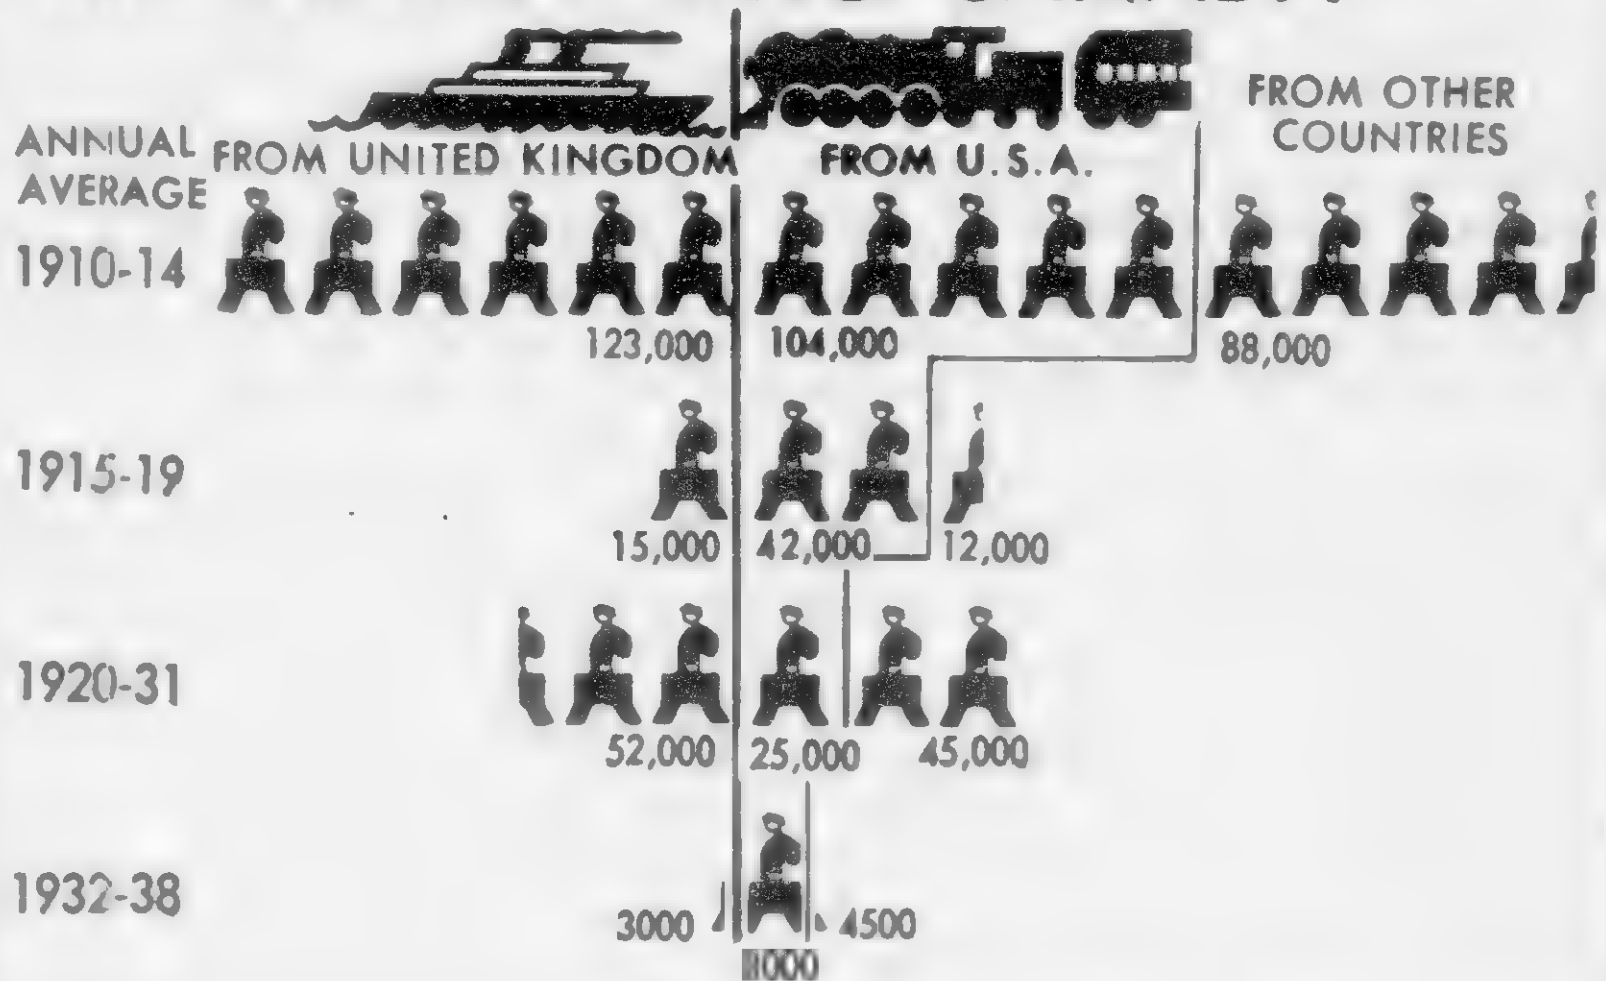 FROM OTHER
COUNTRIES
ANNUAL
AVERAGE
FROM UNITED KINGDOM
FROM U.S.A.
1910-14
123,000
104,000
88,000
1915-19
15,000
42,000
12,000
1920-31
52,000
25,000
45,000
1932-38
3000
4500